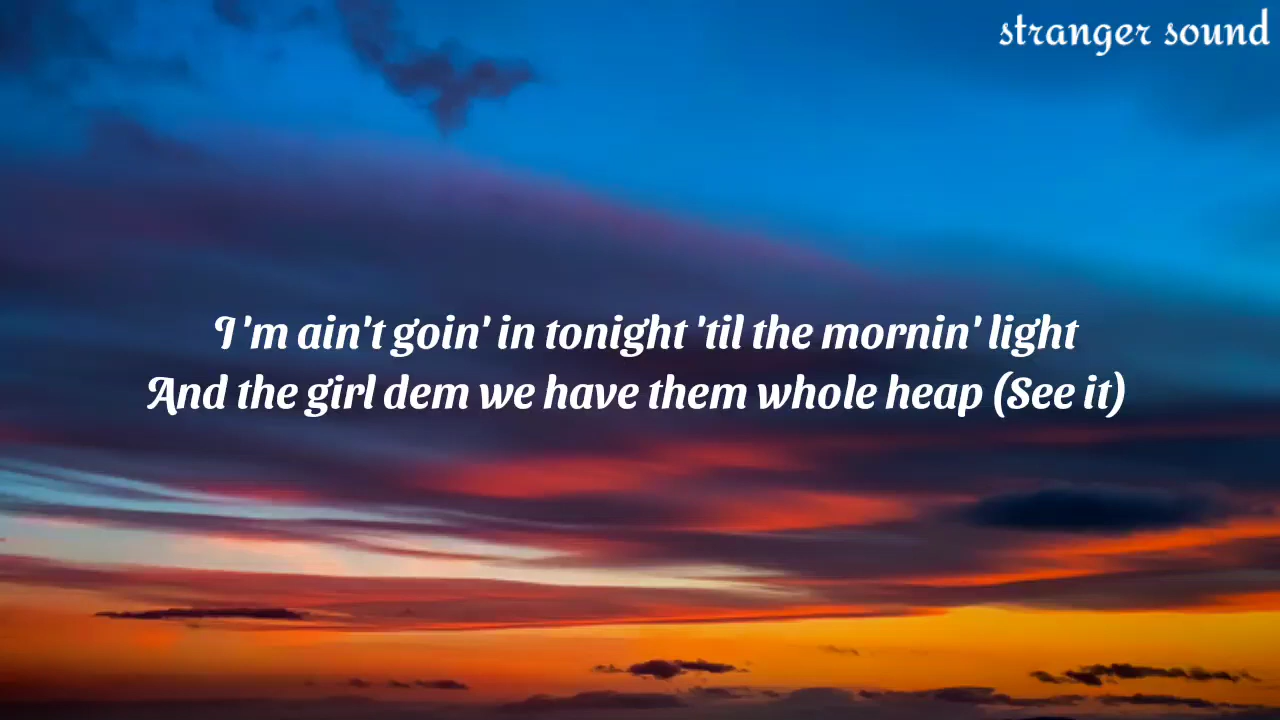 stranger sound
I'm ain't goin' in tonight 'til the mornin' light
And the girl dem we have them whole heap (See it)